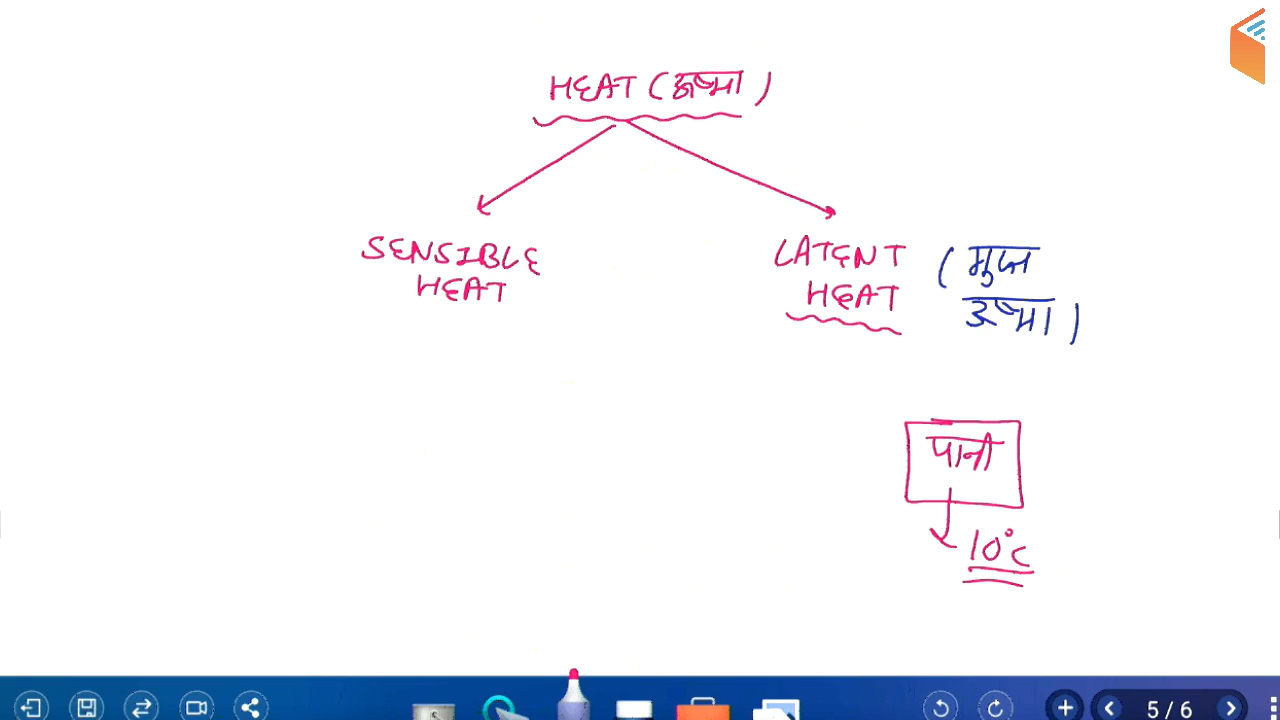 HEAT (ऊष्मा)
SENSIBLE
HEAT
LATENT
HEAT
(गुप्त
ऊष्मा)
पानी
10°C
5 / 6